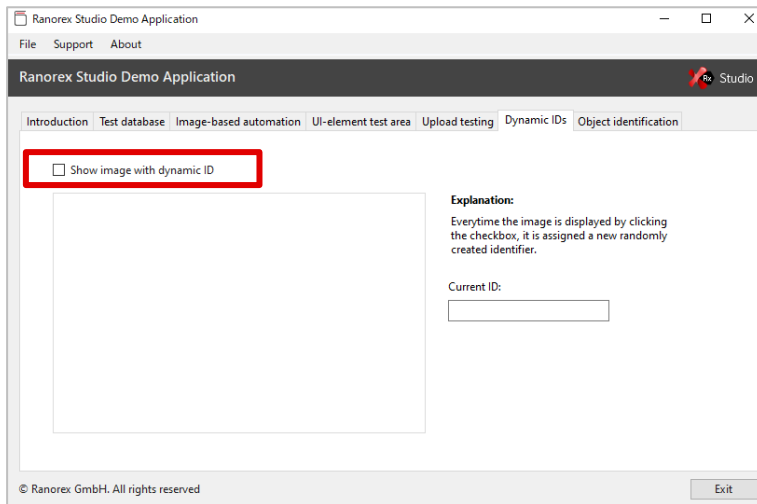 Ranorex Studio Demo Application
File Support About
Ranorex Studio Demo Application
Rx Studio
Introduction Test database Image-based automation UI-element test area Upload testing Dynamic IDs Object identification
Show image with dynamic ID
Explanation:
Everytime the image is displayed by clicking
the checkbox, it is assigned a new randomly
created identifier.
Current ID:
© Ranorex GmbH. All rights reserved
Exit